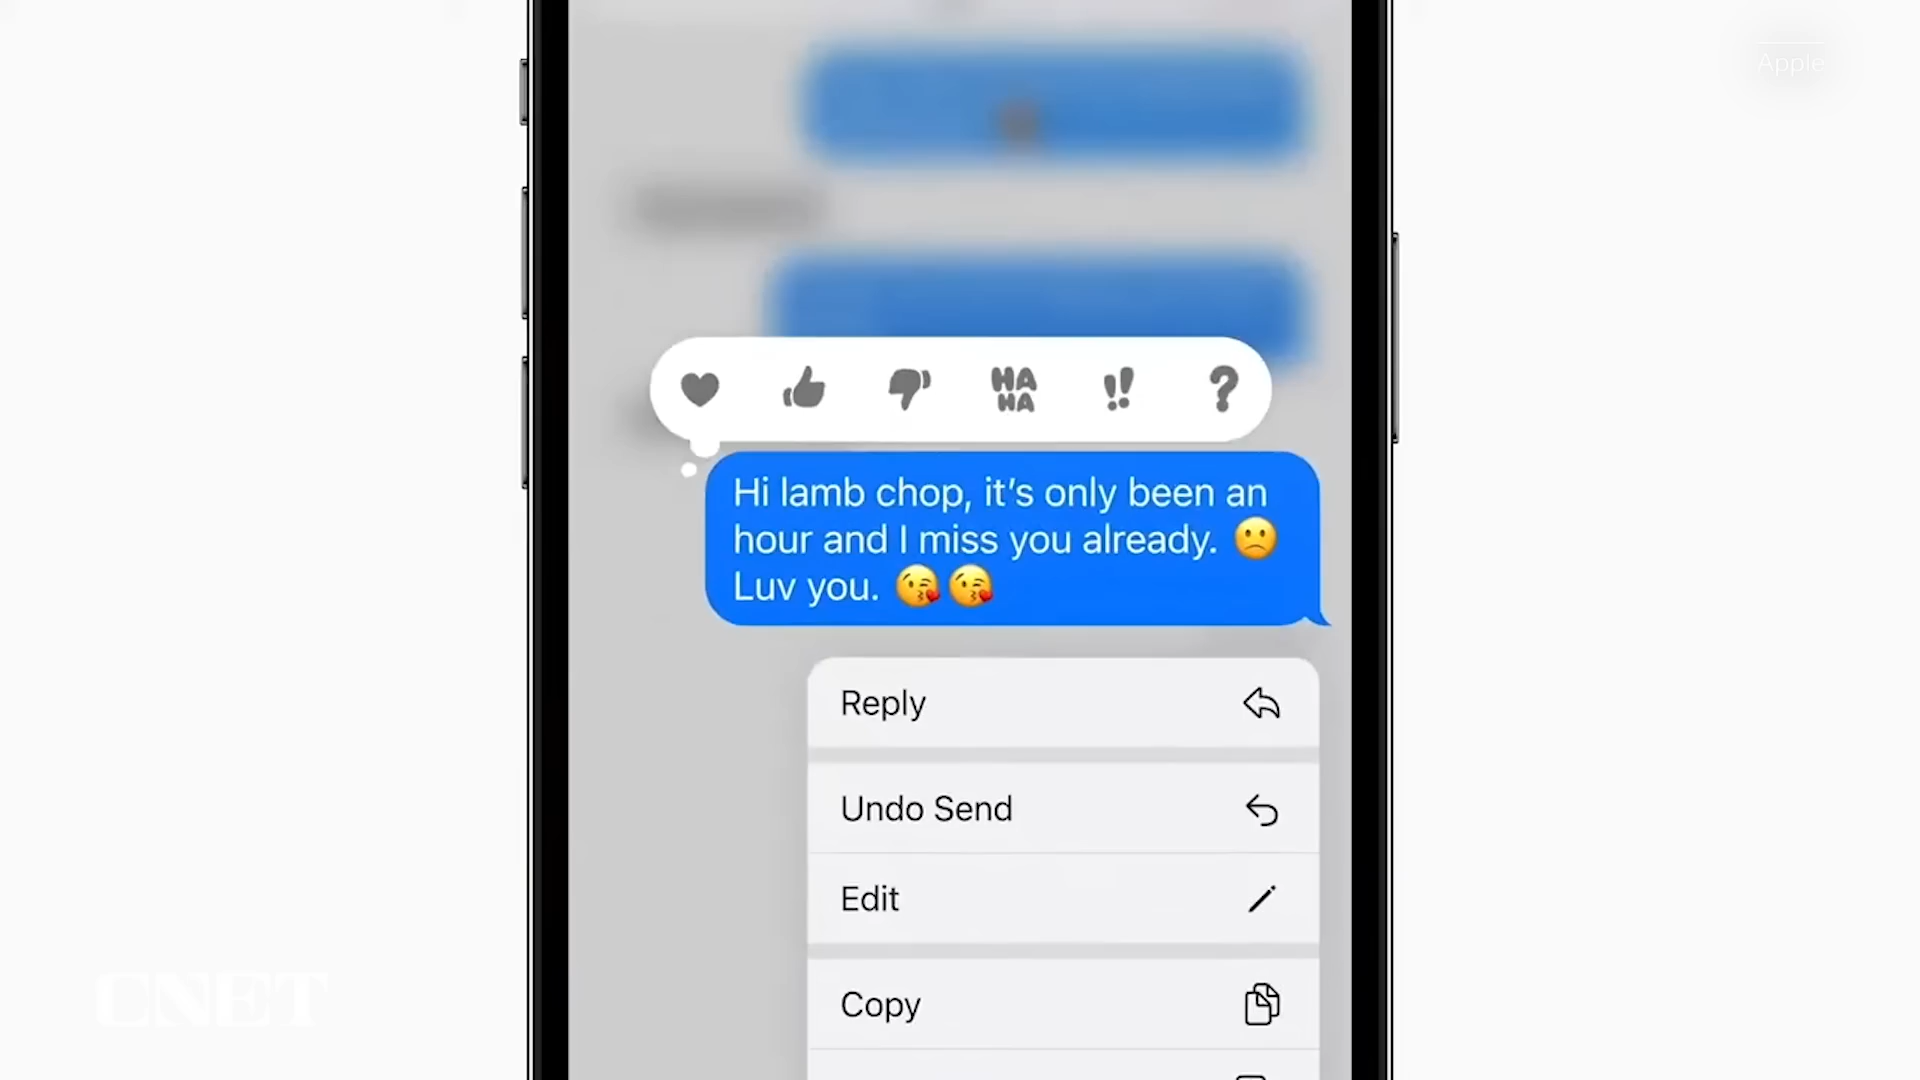 Apple
HA
HA
!!
?
Hi lamb chop, it’s only been an
hour and I miss you already. 🙁
Luv you. 😘😘
Reply
Undo Send
Edit
Copy
CNET